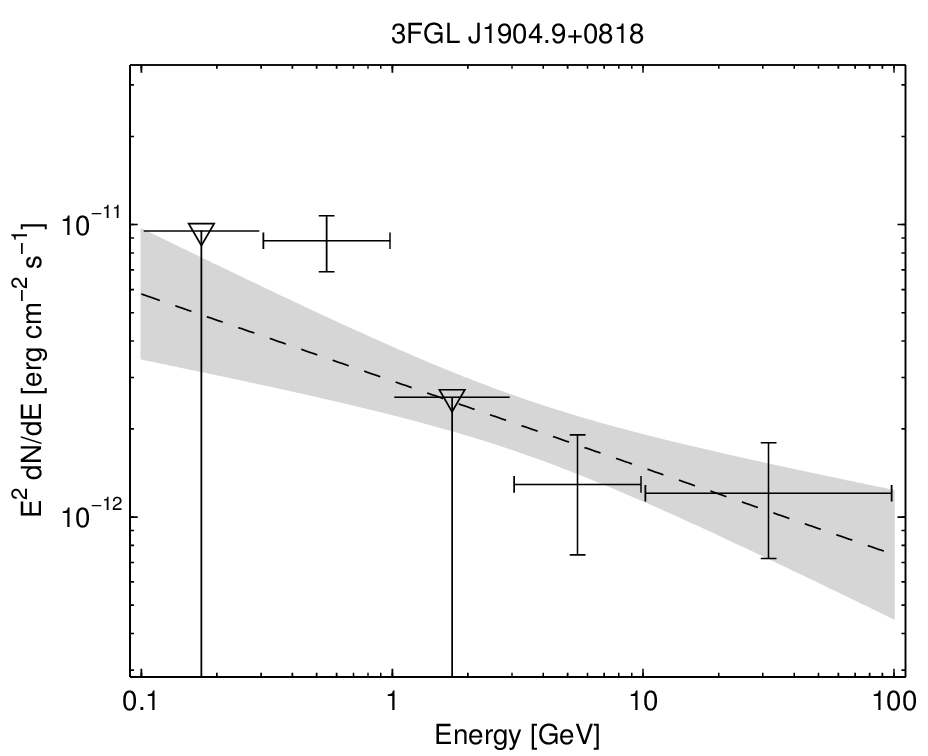 3FGL J1904.9+0818
E² dN/dE [erg cm⁻² s⁻¹]
10⁻¹¹
10⁻¹²
0.1 1 10 100
Energy [GeV]